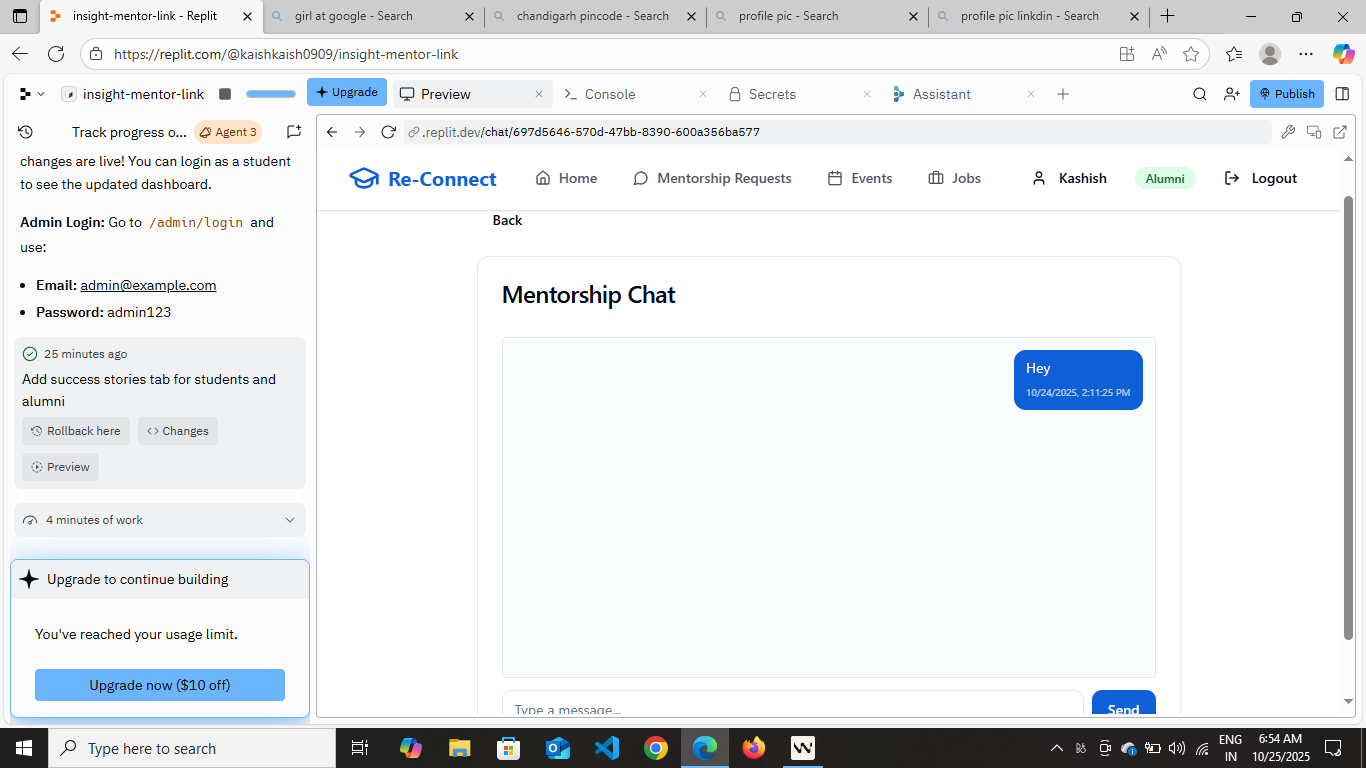 insight-mentor-link - Replit
girl at google - Search
chandigarh pincode - Search
profile pic - Search
profile pic linkdin - Search
https://replit.com/@kaishkaish0909/insight-mentor-link
insight-mentor-link
Upgrade
Preview
Console
Secrets
Assistant
Publish
Track progress o...
Agent 3
.replit.dev/chat/697d5646-570d-47bb-8390-600a356ba577
changes are live! You can login as a student
to see the updated dashboard.
Admin Login: Go to /admin/login and
use:
• Email: admin@example.com
• Password: admin123
25 minutes ago
Add success stories tab for students and
alumni
Rollback here
Changes
Preview
4 minutes of work
Upgrade to continue building
You've reached your usage limit.
Upgrade now ($10 off)
Re-Connect
Home
Mentorship Requests
Events
Jobs
Kashish
Alumni
Logout
Back
Mentorship Chat
Hey
10/24/2025, 2:11:25 PM
Type a message...
Send
Type here to search
ENG
IN
6:54 AM
10/25/2025